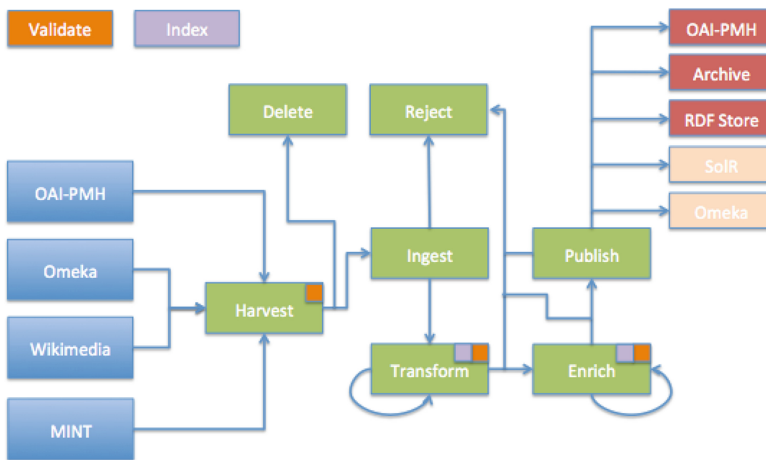 Validate
Index
OAI-PMH
Archive
RDF Store
SolR
Omeka
Delete
Reject
OAI-PMH
Omeka
Wikimedia
MINT
Harvest
Ingest
Publish
Transform
Enrich